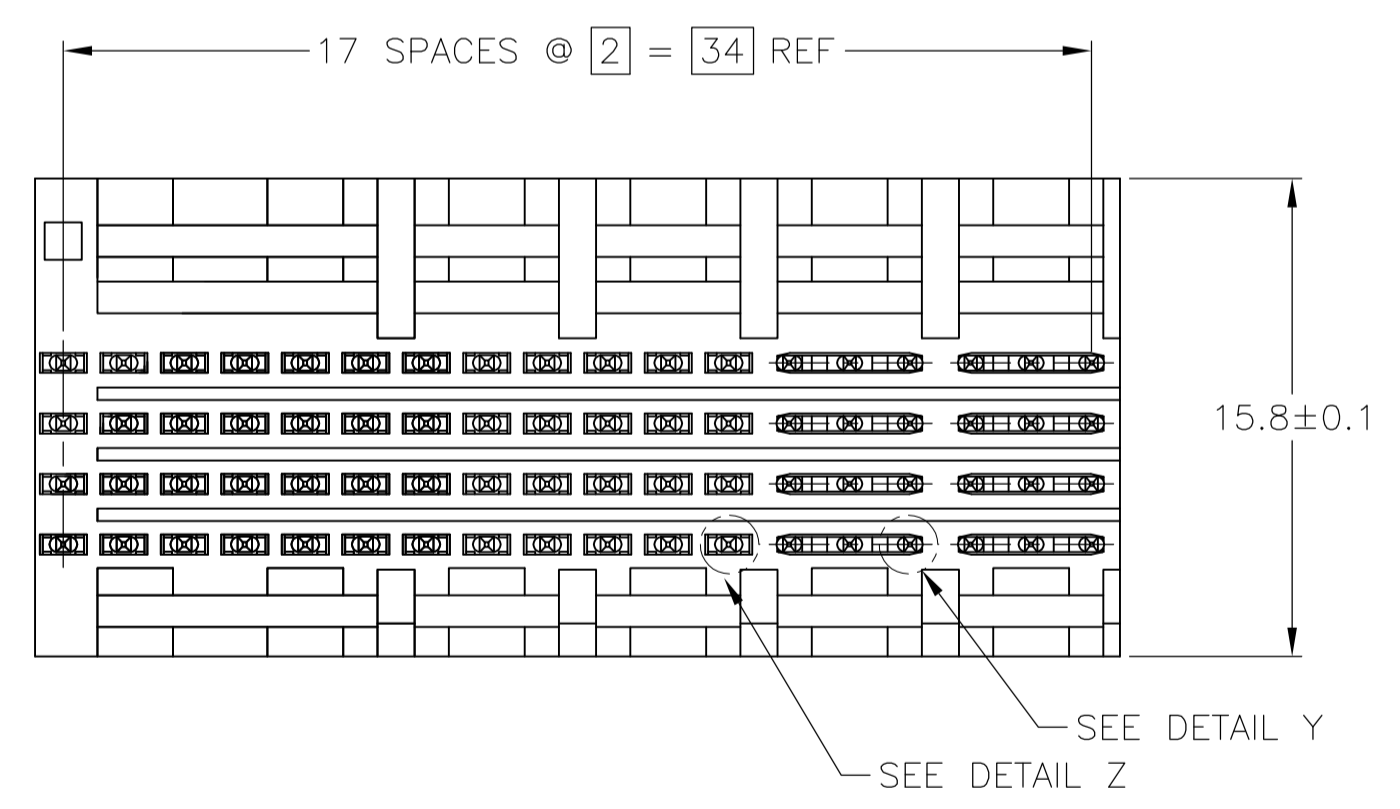 17 SPACES @ 2 = 34 REF
15.8±0.1
SEE DETAIL Y
SEE DETAIL Z